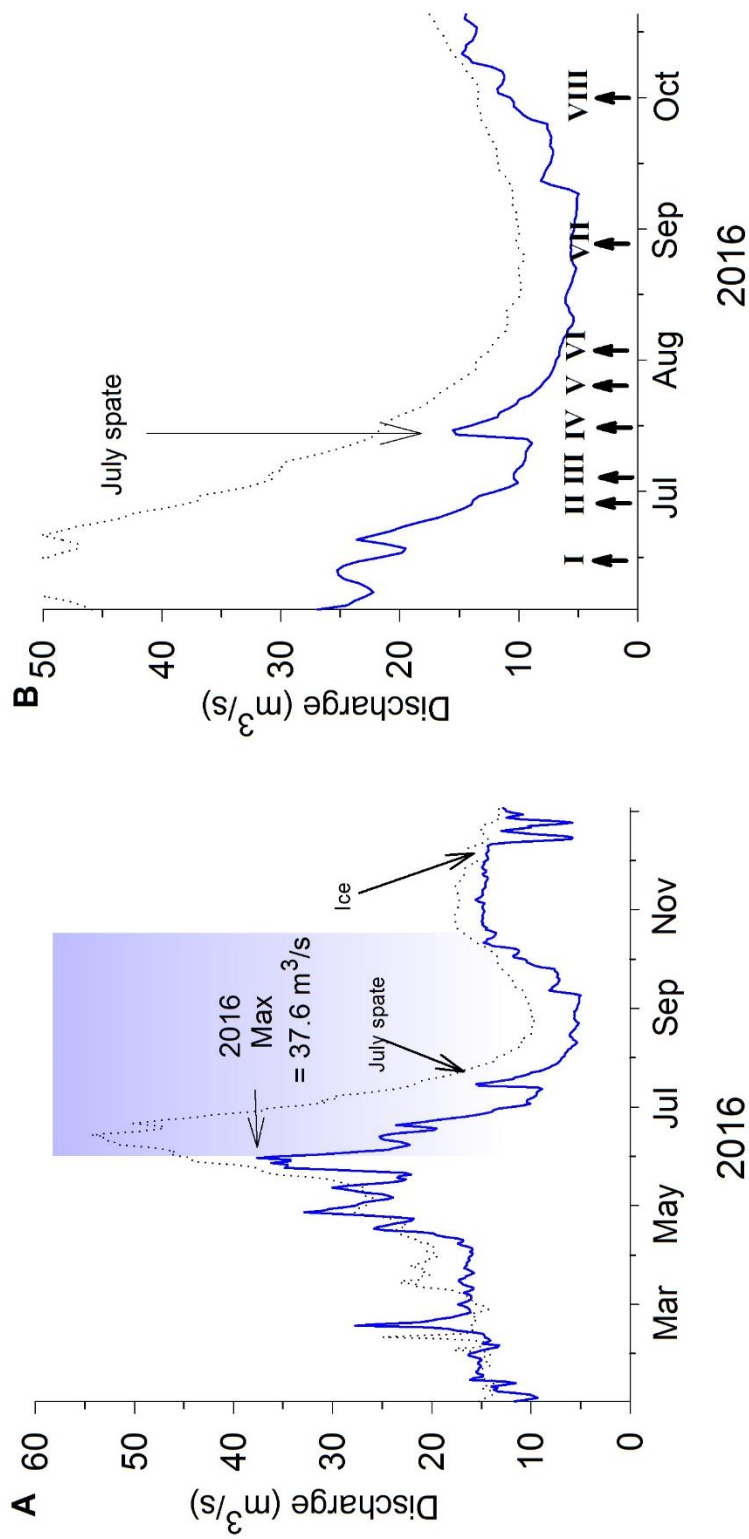 A
Discharge (m³/s)
60
50
40
30
20
10
0
2016
Max
= 37.6 m³/s
July spate
Ice
Mar
May
Jul
Sep
Nov
2016
B
Discharge (m³/s)
50
40
30
20
10
0
July spate
I
II
III
IV
V
VI
VII
VIII
Jul
Aug
Sep
Oct
2016